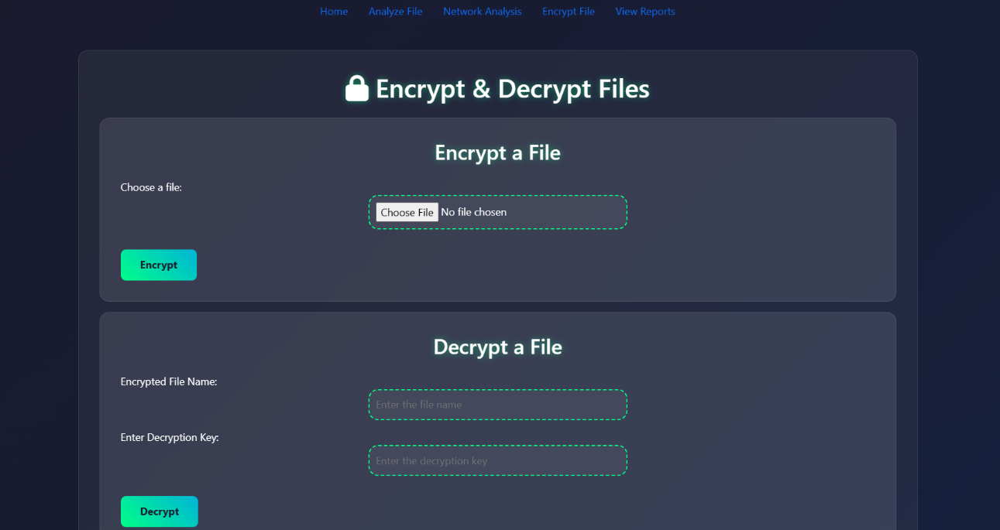 Home Analyze File Network Analysis Encrypt File View Reports
Encrypt & Decrypt Files
Encrypt a File
Choose a file:
Choose File No file chosen
Encrypt
Decrypt a File
Encrypted File Name:
Enter the file name
Enter Decryption Key:
Enter the decryption key
Decrypt